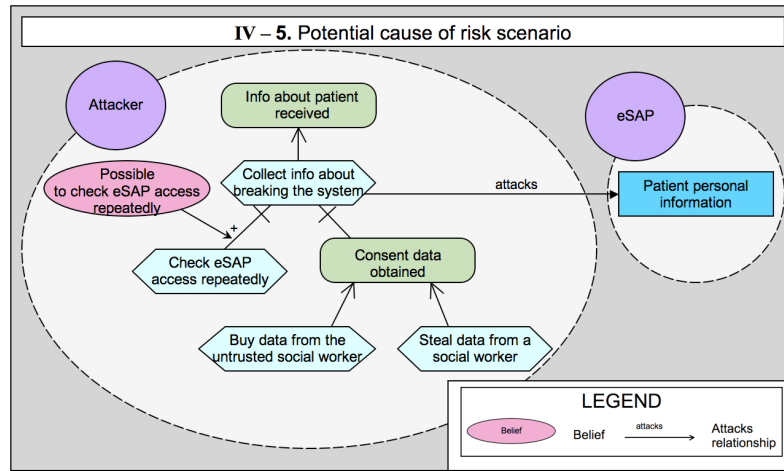 IV – 5. Potential cause of risk scenario
Attacker
Info about patient
received
eSAP
Possible
to check eSAP access
repeatedly
Collect info about
breaking the system
attacks
Patient personal
information
+
Check eSAP
access repeatedly
Consent data
obtained
Buy data from the
untrusted social worker
Steal data from a
social worker
LEGEND
Belief
Belief
attacks
Attacks
relationship